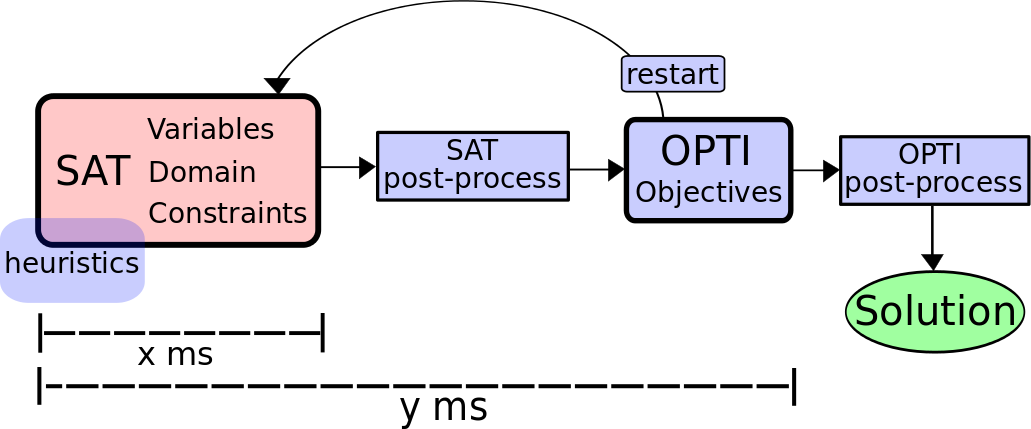 restart
SAT
Variables
Domain
Constraints
heuristics
SAT
post-process
OPTI
Objectives
OPTI
post-process
Solution
x ms
y ms